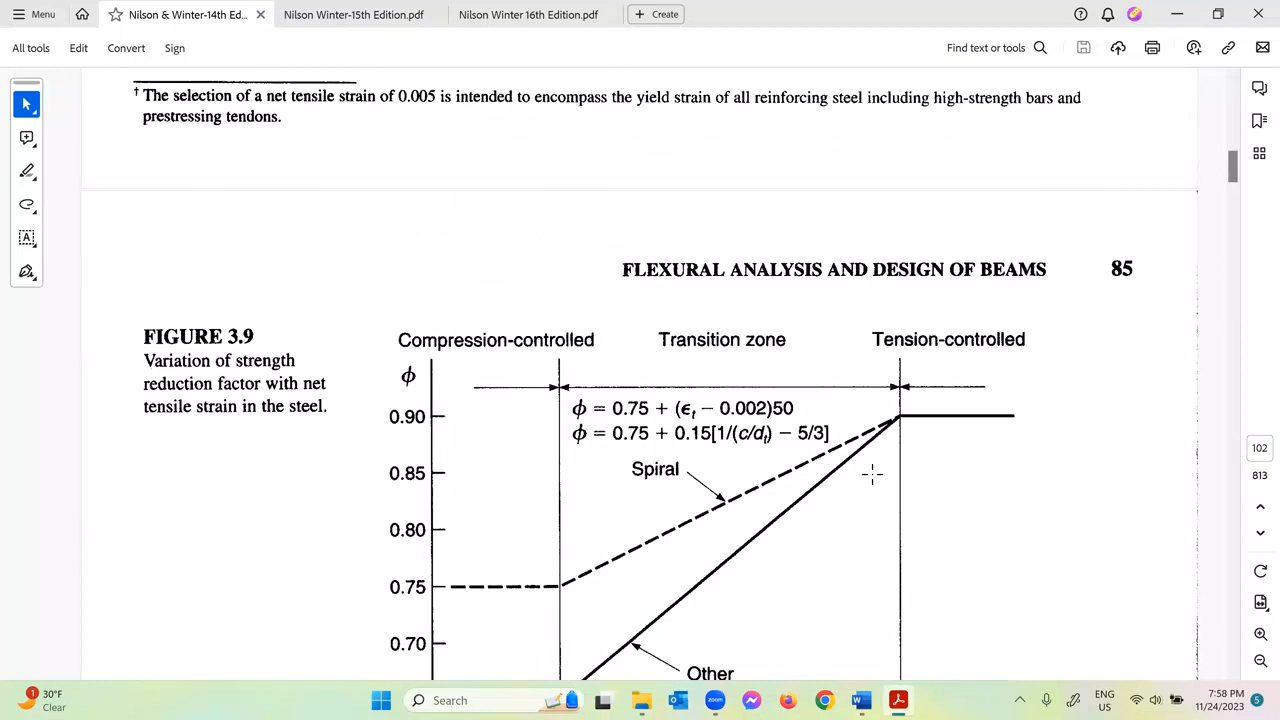 Menu
Nilson & Winter-14th Ed...
Nilson Winter-15th Edition.pdf
Nilson Winter 16th Edition.pdf
Create
All tools
Edit
Convert
Sign
Find text or tools
† The selection of a net tensile strain of 0.005 is intended to encompass the yield strain of all reinforcing steel including high-strength bars and
prestressing tendons.
FLEXURAL ANALYSIS AND DESIGN OF BEAMS 85
FIGURE 3.9
Variation of strength
reduction factor with net
tensile strain in the steel.
Compression-controlled
Transition zone
Tension-controlled
ϕ
ϕ = 0.75 + (ϵt − 0.002)50
ϕ = 0.75 + 0.15[1/(c/dt) − 5/3]
0.90
0.85
0.80
0.75
0.70
Spiral
Other
102
813
1
30°F
Clear
Search
zoom
ENG
US
7:58 PM
11/24/2023
5